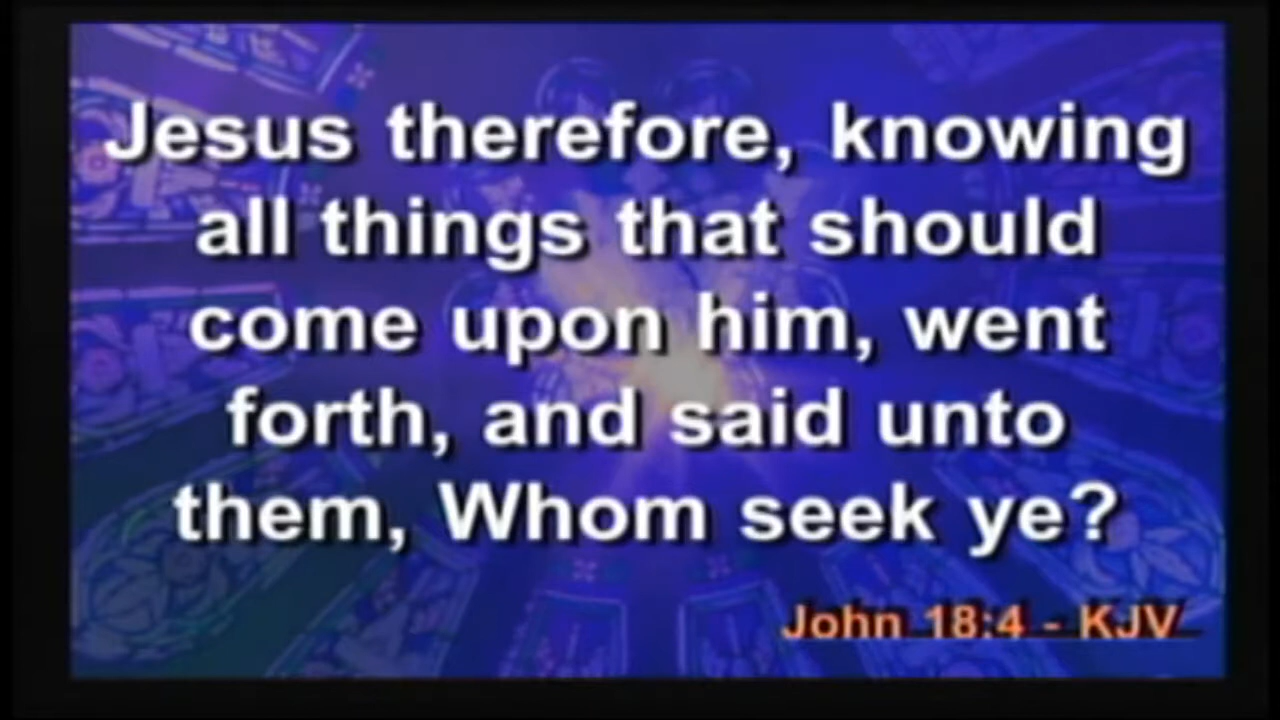 Jesus therefore, knowing
all things that should
come upon him, went
forth, and said unto
them, Whom seek ye?
John 18:4 - KJV